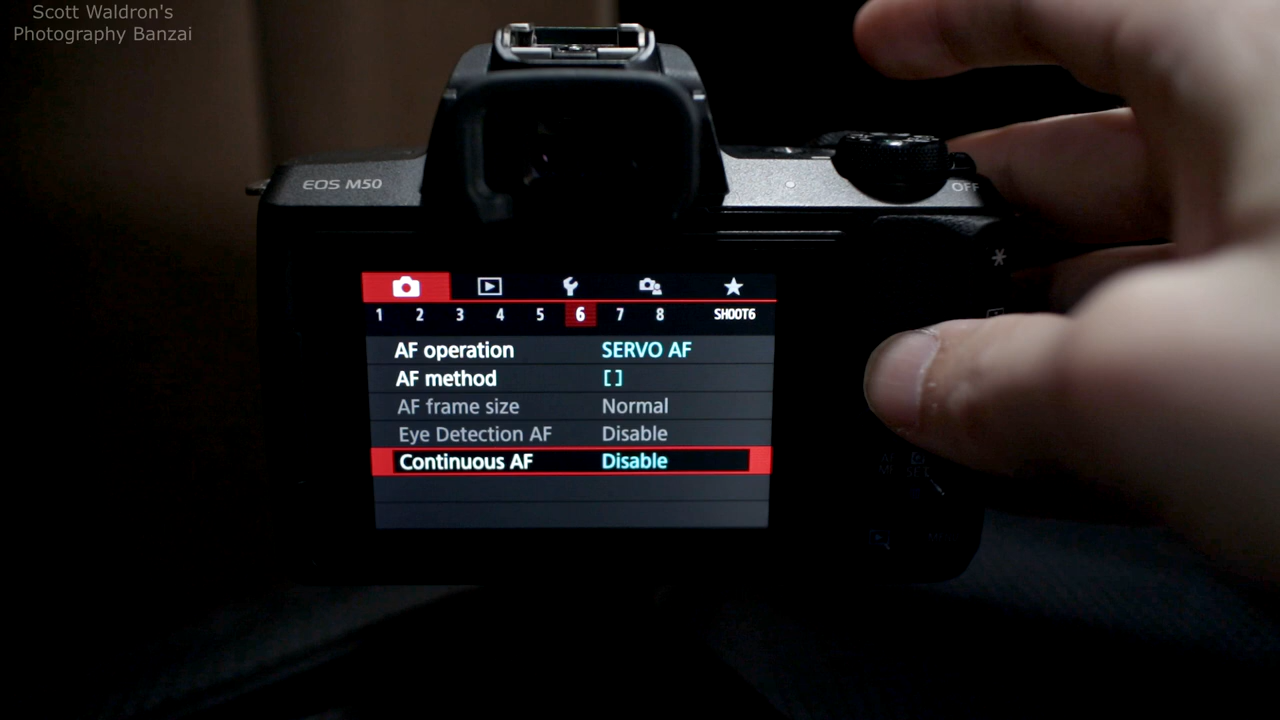 Scott Waldron's
Photography Banzai
EOS M50
OFF
1 2 3 4 5 6 7 8 SHOOT6
AF operation SERVO AF
AF method [ ]
AF frame size Normal
Eye Detection AF Disable
Continuous AF Disable